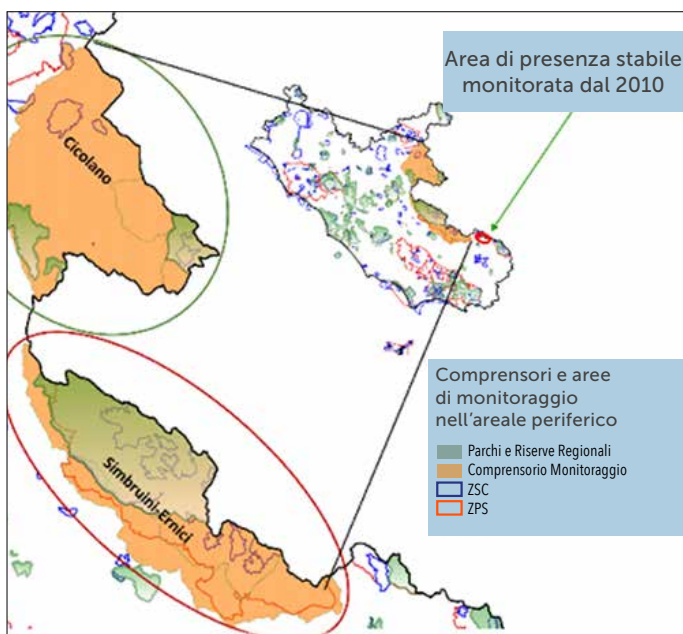 Area di presenza stabile
monitorata dal 2010
Cicolano
Simbruini-Ernici
Comprensori e aree
di monitoraggio
nell'areale periferico
Parchi e Riserve Regionali
Comprensorio Monitoraggio
ZSC
ZPS